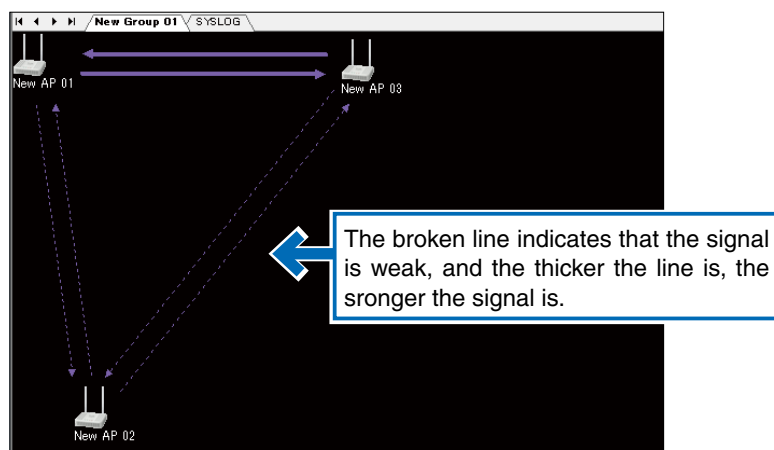 New Group 01 SYSLOG
New AP 01
New AP 03
The broken line indicates that the signal
is weak, and the thicker the line is, the
sronger the signal is.
New AP 02